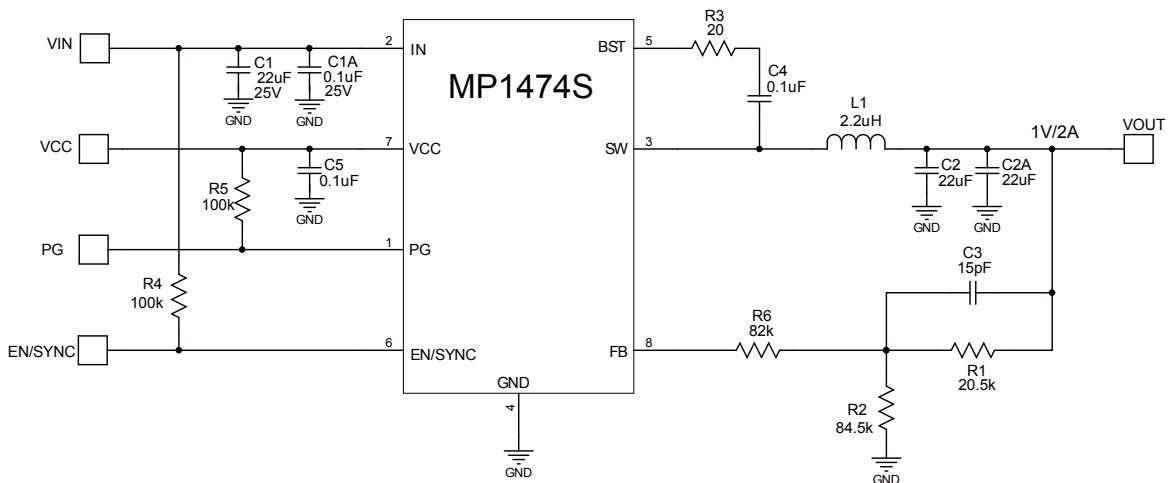 VIN
2
IN
C1
22uF
25V
GND
C1A
0.1uF
25V
GND
MP1474S
BST
5
R3
20
C4
0.1uF
VCC
7
VCC
C5
0.1uF
GND
R5
100k
SW
3
L1
2.2uH
1V/2A
VOUT
C2
22uF
GND
C2A
22uF
GND
PG
1
PG
R4
100k
C3
15pF
EN/SYNC
6
EN/SYNC
FB
8
R6
82k
R1
20.5k
GND
4
GND
R2
84.5k
GND